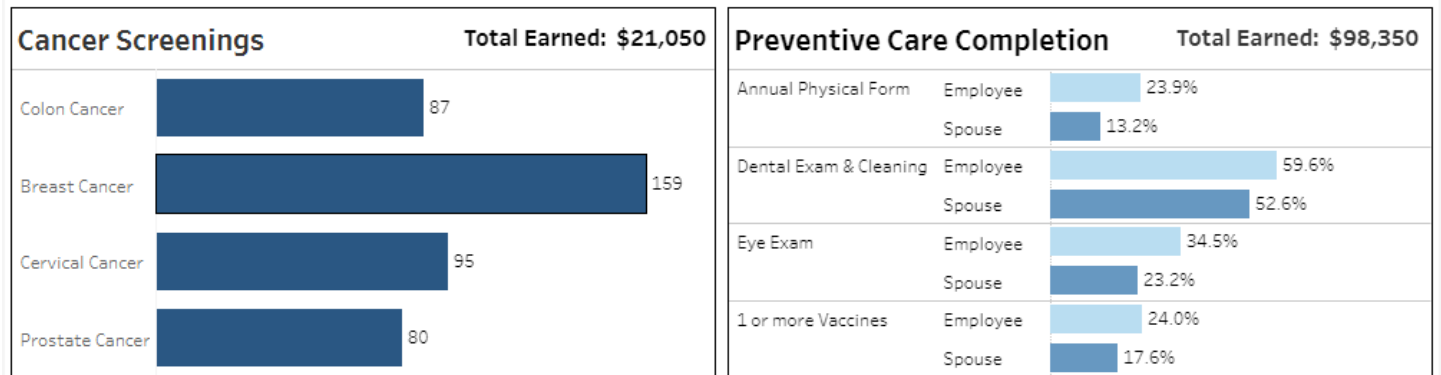 Cancer Screenings Total Earned: $21,050
Colon Cancer 87
Breast Cancer 159
Cervical Cancer 95
Prostate Cancer 80
Preventive Care Completion Total Earned: $98,350
Annual Physical Form Employee 23.9%
Spouse 13.2%
Dental Exam & Cleaning Employee 59.6%
Spouse 52.6%
Eye Exam Employee 34.5%
Spouse 23.2%
1 or more Vaccines Employee 24.0%
Spouse 17.6%